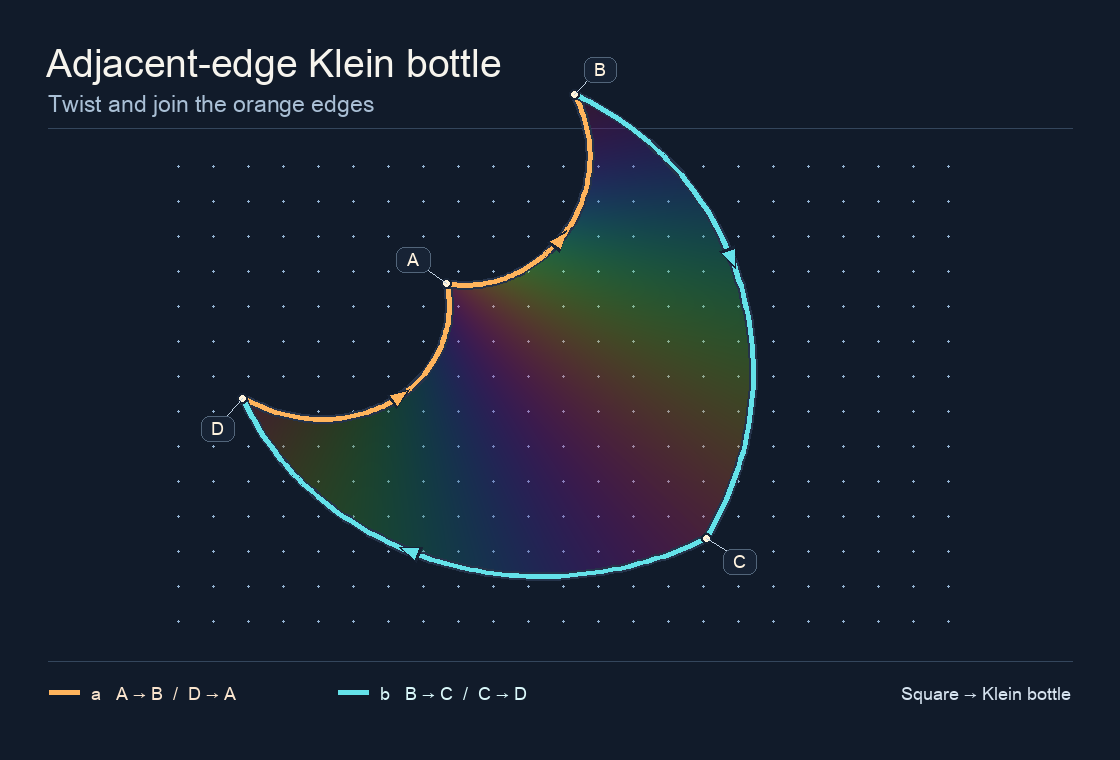 Adjacent-edge Klein bottle
Twist and join the orange edges
B
A
D
C
a A→B / D→A
b B→C / C→D
Square→Klein bottle